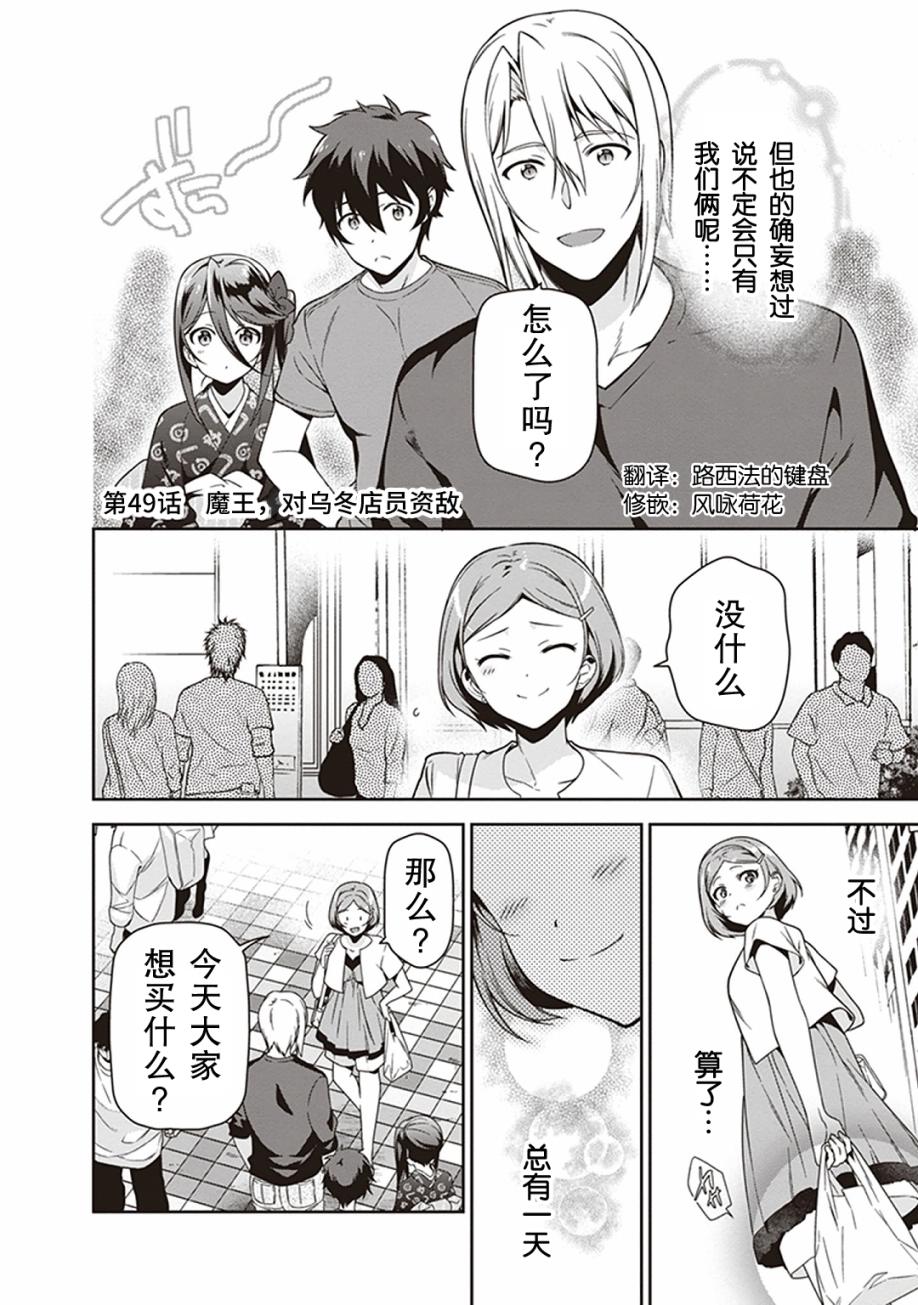 但也的确妄想过
说不定会只有
我们俩呢……
怎么了吗？
翻译：路西法的键盘
修嵌：风咏荷花
第49话 魔王，对乌冬店员资敌
没什么
不过
算了…
总有一天
那么？
今天大家
想买什么？